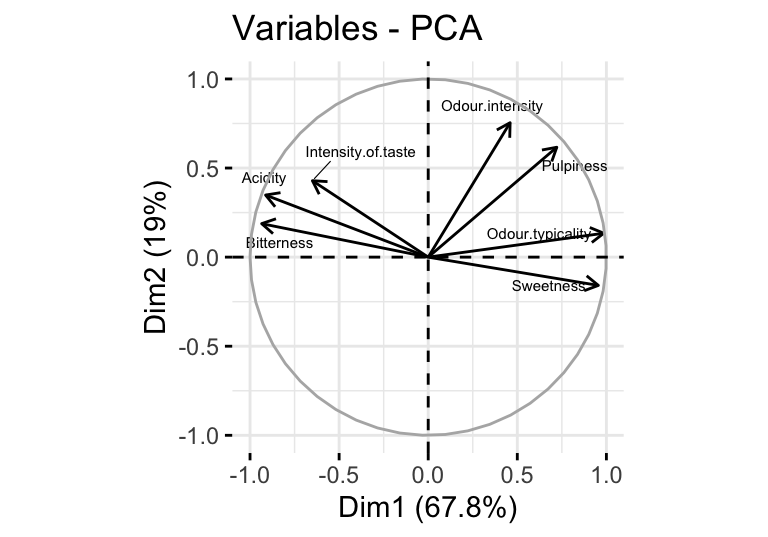 Variables - PCA
1.0
Odour.intensity
Intensity.of.taste
Pulpiness
0.5
Acidity
Odour.typicality
Bitterness
0.0
Sweetness
-0.5
-1.0
-1.0 -0.5 0.0 0.5 1.0
Dim1 (67.8%)
Dim2 (19%)